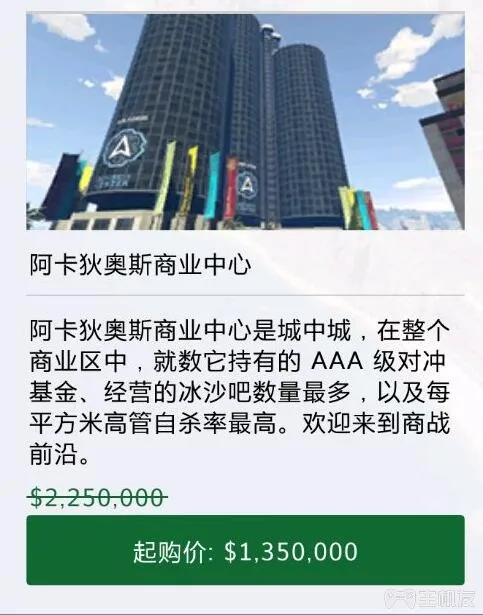 阿卡狄奥斯商业中心
阿卡狄奥斯商业中心是城中城，在整个
商业区中，就数它持有的 AAA 级对冲
基金、经营的冰沙吧数量最多，以及每
平方米高管自杀率最高。欢迎来到商战
前沿。
$2,250,000
起购价: $1,350,000